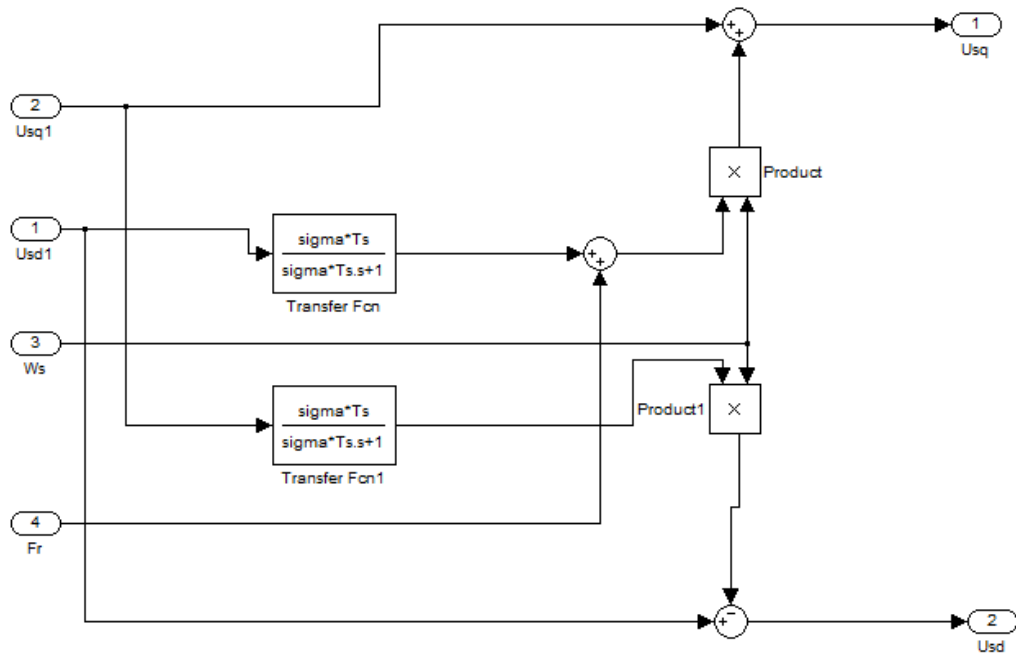 +
+
1
Usq
2
Usq1
×
Product
1
Usd1
sigma*Ts
sigma*Ts.s+1
Transfer Fcn
+
+
3
Ws
sigma*Ts
sigma*Ts.s+1
Transfer Fcn1
Product1
×
4
Fr
+
−
2
Usd